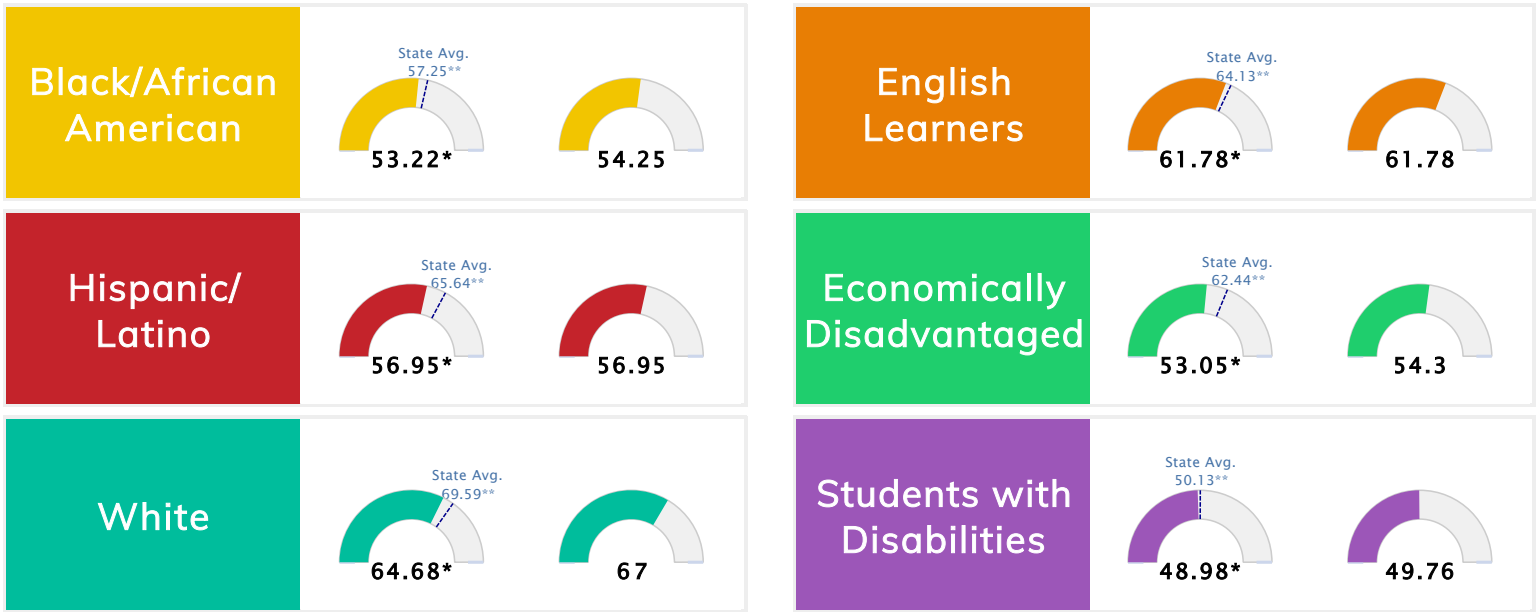 Black/African
American
State Avg.
57.25**
53.22*
54.25
English
Learners
State Avg.
64.13**
61.78*
61.78
Hispanic/
Latino
State Avg.
65.64**
56.95*
56.95
Economically
Disadvantaged
State Avg.
62.44**
53.05*
54.3
White
State Avg.
69.59**
64.68*
67
Students with
Disabilities
State Avg.
50.13**
48.98*
49.76